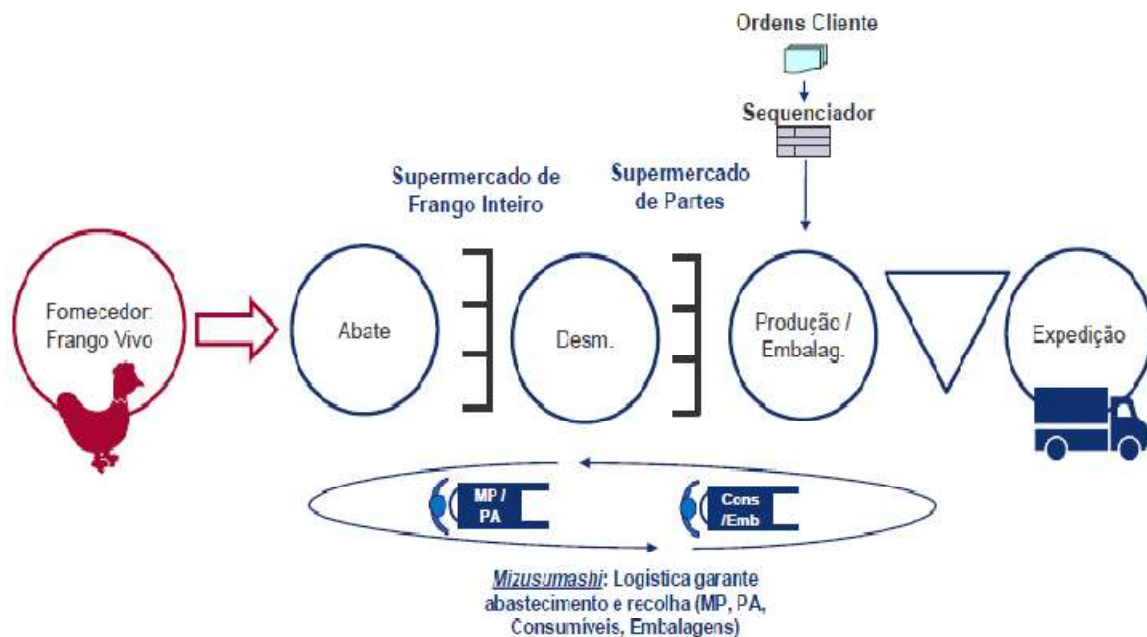 Ordens Cliente
Sequenciador
Supermercado de
Frango Inteiro
Supermercado
de Partes
Fornecedor:
Frango Vivo
Abate
Desm.
Produção /
Embalag.
Expedição
MP /
PA
Cons
/Emb
Mizusumashi: Logística garante
abastecimento e recolha (MP, PA,
Consumíveis, Embalagens)